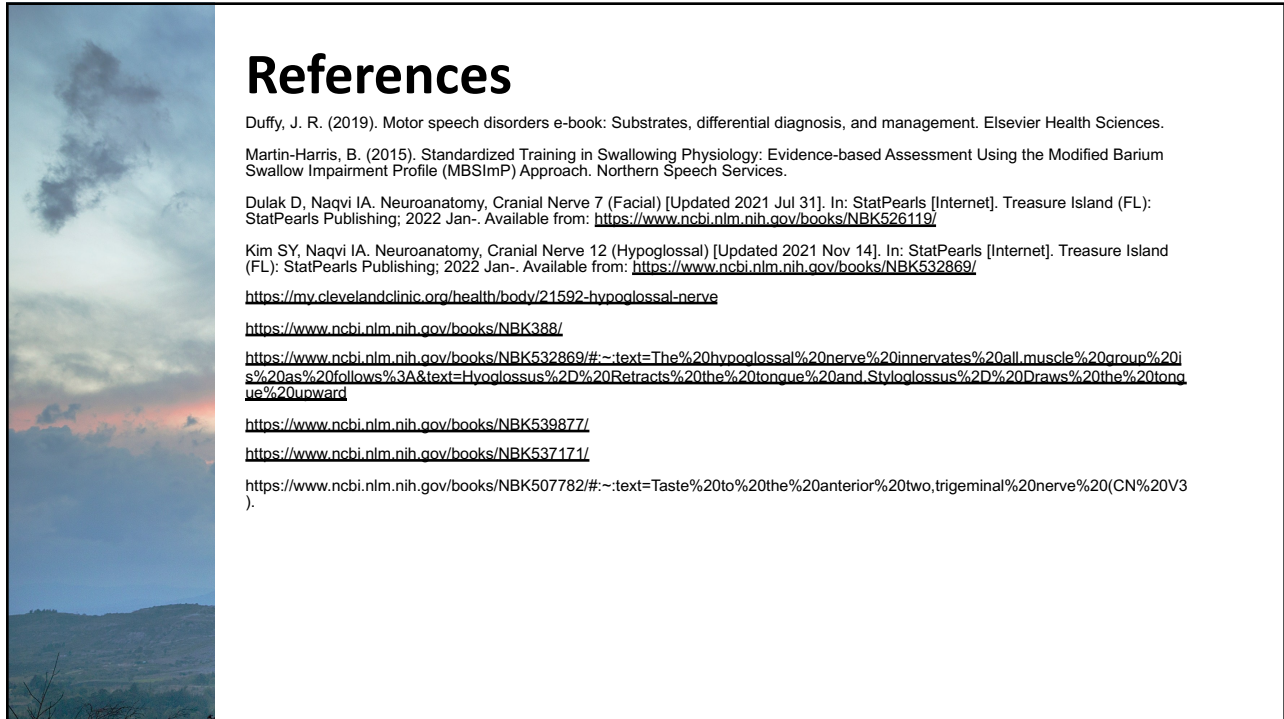 References
Duffy, J. R. (2019). Motor speech disorders e-book: Substrates, differential diagnosis, and management. Elsevier Health Sciences.
Martin-Harris, B. (2015). Standardized Training in Swallowing Physiology: Evidence-based Assessment Using the Modified Barium
Swallow Impairment Profile (MBSImP) Approach. Northern Speech Services.
Dulak D, Naqvi IA. Neuroanatomy, Cranial Nerve 7 (Facial) [Updated 2021 Jul 31]. In: StatPearls [Internet]. Treasure Island (FL):
StatPearls Publishing; 2022 Jan-. Available from: https://www.ncbi.nlm.nih.gov/books/NBK526119/
Kim SY, Naqvi IA. Neuroanatomy, Cranial Nerve 12 (Hypoglossal) [Updated 2021 Nov 14]. In: StatPearls [Internet]. Treasure Island
(FL): StatPearls Publishing; 2022 Jan-. Available from: https://www.ncbi.nlm.nih.gov/books/NBK532869/
https://my.clevelandclinic.org/health/body/21592-hypoglossal-nerve
https://www.ncbi.nlm.nih.gov/books/NBK388/
https://www.ncbi.nlm.nih.gov/books/NBK532869/#:~:text=The%20hypoglossal%20nerve%20innervates%20all,muscle%20group%20i
s%20as%20follows%3A&text=Hyoglossus%2D%20Retracts%20the%20tongue%20and,Styloglossus%2D%20Draws%20the%20tong
ue%20upward
https://www.ncbi.nlm.nih.gov/books/NBK539877/
https://www.ncbi.nlm.nih.gov/books/NBK537171/
https://www.ncbi.nlm.nih.gov/books/NBK507782/#:~:text=Taste%20to%20the%20anterior%20two,trigeminal%20nerve%20(CN%20V3
).